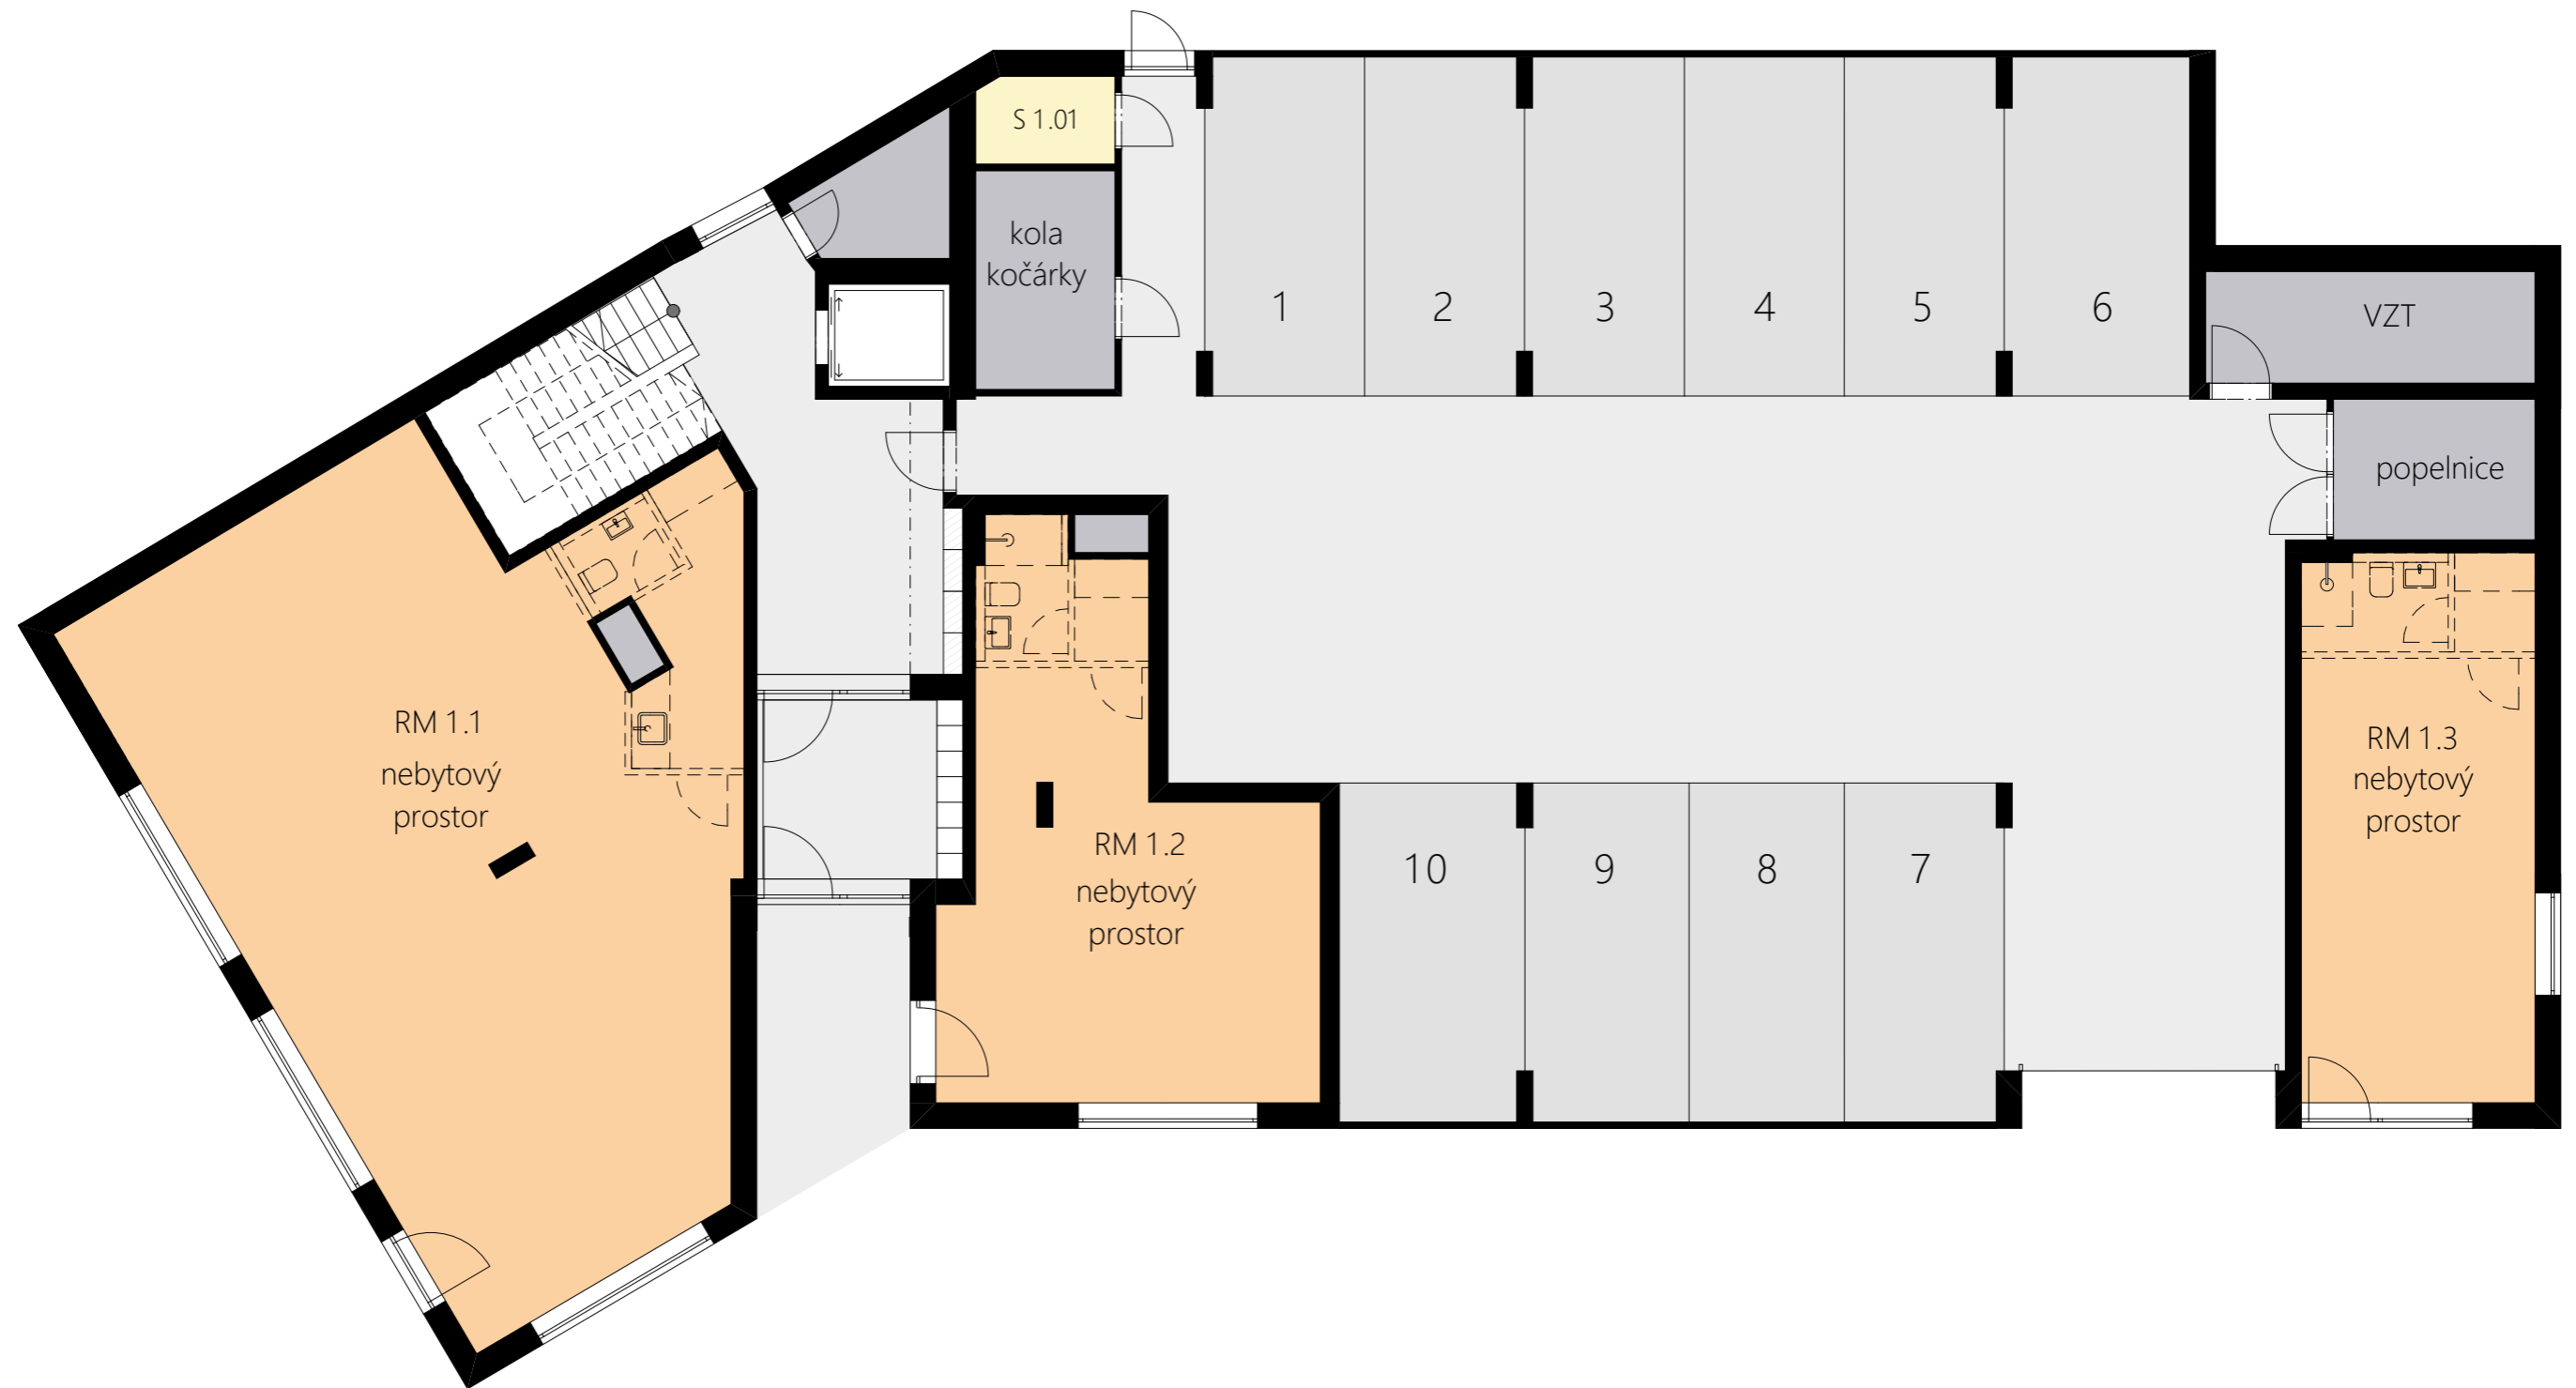 S 1.01
kola
kočárky
1
2
3
4
5
6
VZT
popelnice
RM 1.1
nebytový
prostor
RM 1.2
nebytový
prostor
10
9
8
7
RM 1.3
nebytový
prostor